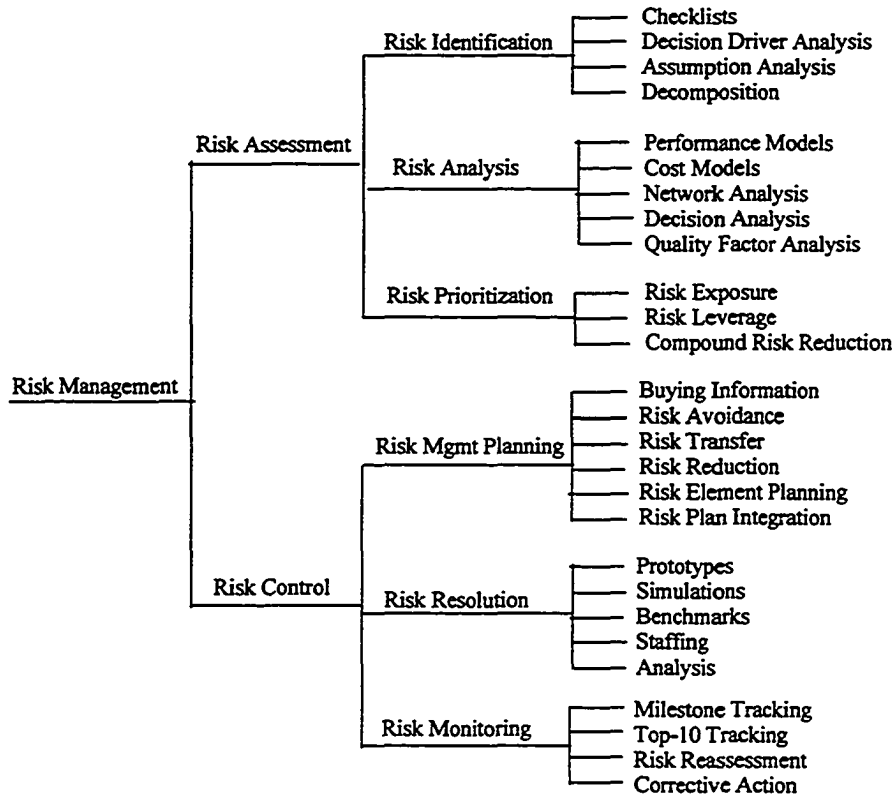 Risk Management
Risk Assessment
Risk Identification
Checklists
Decision Driver Analysis
Assumption Analysis
Decomposition
Risk Analysis
Performance Models
Cost Models
Network Analysis
Decision Analysis
Quality Factor Analysis
Risk Prioritization
Risk Exposure
Risk Leverage
Compound Risk Reduction
Risk Control
Risk Mgmt Planning
Buying Information
Risk Avoidance
Risk Transfer
Risk Reduction
Risk Element Planning
Risk Plan Integration
Risk Resolution
Prototypes
Simulations
Benchmarks
Staffing
Analysis
Risk Monitoring
Milestone Tracking
Top-10 Tracking
Risk Reassessment
Corrective Action